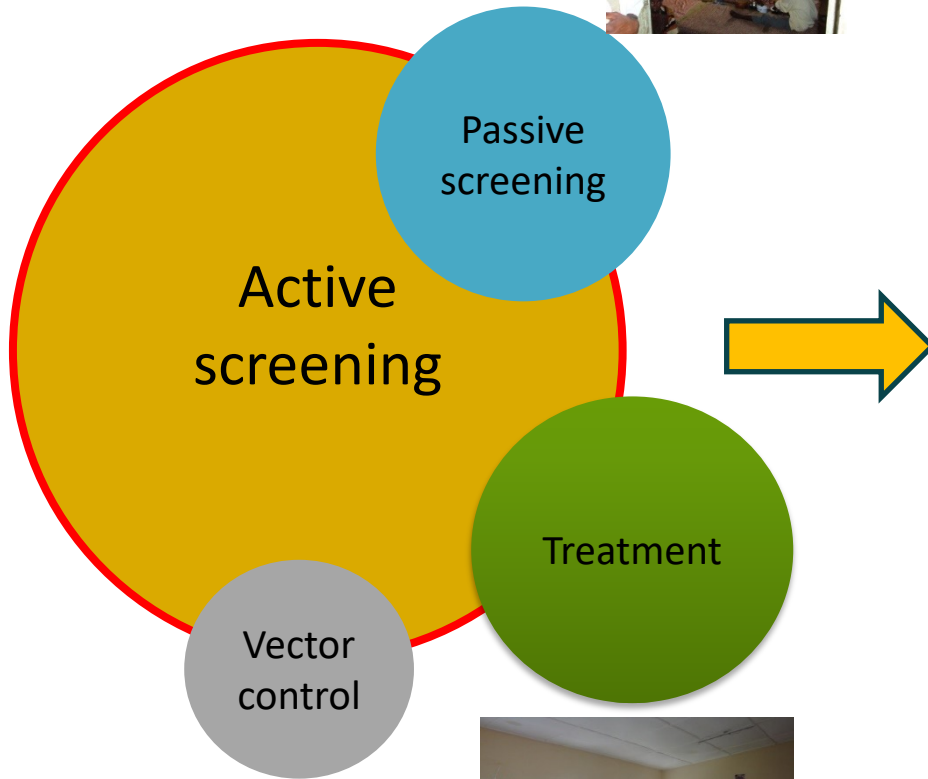 Passive
screening
Active
screening
Treatment
Vector
control